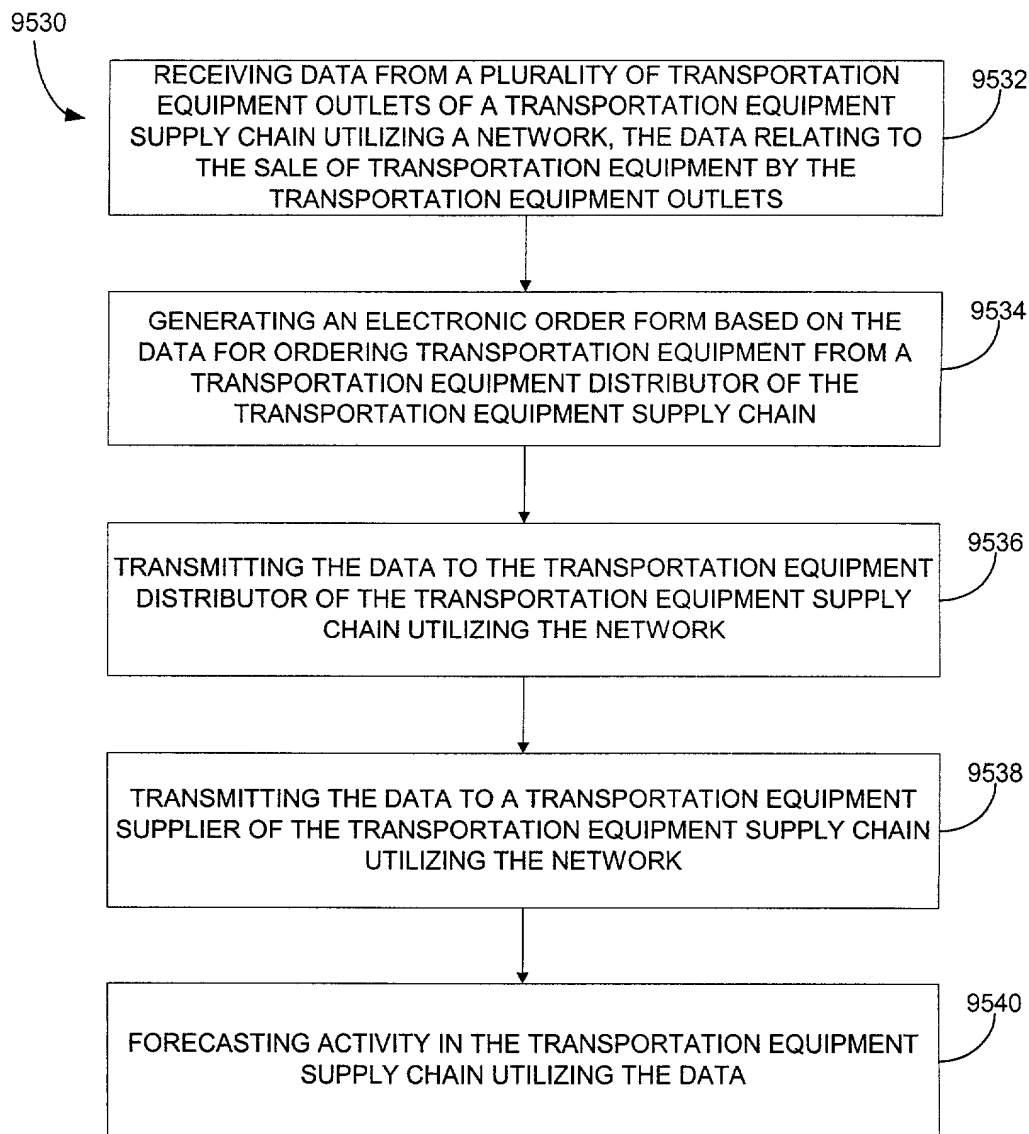 9530
RECEIVING DATA FROM A PLURALITY OF TRANSPORTATION
EQUIPMENT OUTLETS OF A TRANSPORTATION EQUIPMENT
SUPPLY CHAIN UTILIZING A NETWORK, THE DATA RELATING TO
THE SALE OF TRANSPORTATION EQUIPMENT BY THE
TRANSPORTATION EQUIPMENT OUTLETS
9532
GENERATING AN ELECTRONIC ORDER FORM BASED ON THE
DATA FOR ORDERING TRANSPORTATION EQUIPMENT FROM A
TRANSPORTATION EQUIPMENT DISTRIBUTOR OF THE
TRANSPORTATION EQUIPMENT SUPPLY CHAIN
9534
TRANSMITTING THE DATA TO THE TRANSPORTATION EQUIPMENT
DISTRIBUTOR OF THE TRANSPORTATION EQUIPMENT SUPPLY
CHAIN UTILIZING THE NETWORK
9536
TRANSMITTING THE DATA TO A TRANSPORTATION EQUIPMENT
SUPPLIER OF THE TRANSPORTATION EQUIPMENT SUPPLY CHAIN
UTILIZING THE NETWORK
9538
FORECASTING ACTIVITY IN THE TRANSPORTATION EQUIPMENT
SUPPLY CHAIN UTILIZING THE DATA
9540